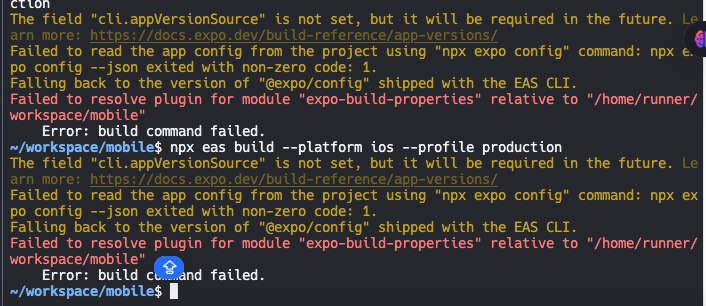 ction
The field "cli.appVersionSource" is not set, but it will be required in the future. Le
arn more: https://docs.expo.dev/build-reference/app-versions/
Failed to read the app config from the project using "npx expo config" command: npx ex
po config --json exited with non-zero code: 1.
Falling back to the version of "@expo/config" shipped with the EAS CLI.
Failed to resolve plugin for module "expo-build-properties" relative to "/home/runner/
workspace/mobile"
    Error: build command failed.
~/workspace/mobile$ npx eas build --platform ios --profile production
The field "cli.appVersionSource" is not set, but it will be required in the future. Le
arn more: https://docs.expo.dev/build-reference/app-versions/
Failed to read the app config from the project using "npx expo config" command: npx ex
po config --json exited with non-zero code: 1.
Falling back to the version of "@expo/config" shipped with the EAS CLI.
Failed to resolve plugin for module "expo-build-properties" relative to "/home/runner/
workspace/mobile"
    Error: build command failed.
~/workspace/mobile$